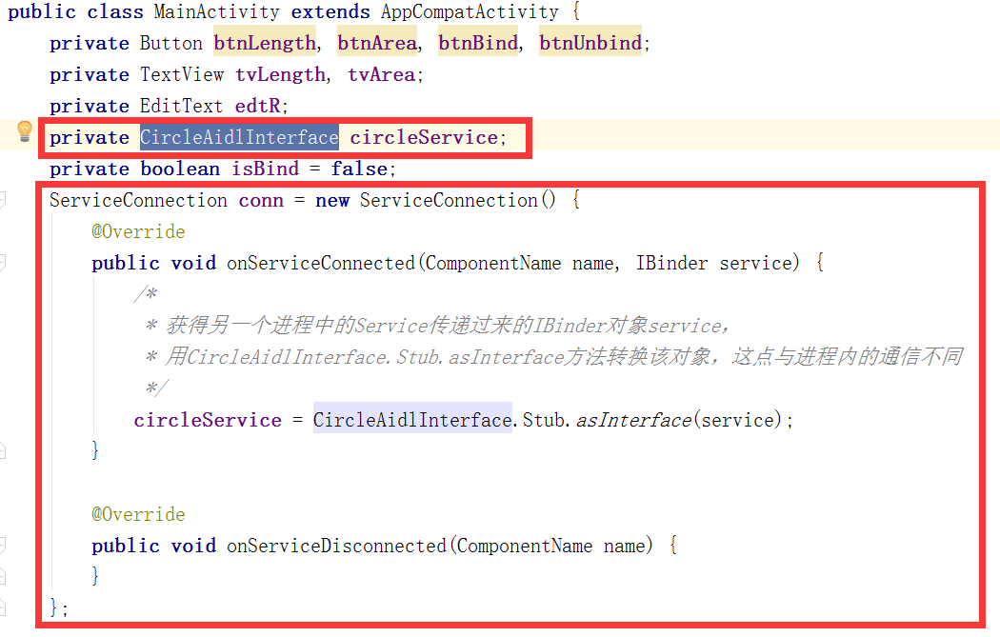 public class MainActivity extends AppCompatActivity {
private Button btnLength, btnArea, btnBind, btnUnbind;
private TextView tvLength, tvArea;
private EditText edtR;
private CircleAidlInterface circleService;
private boolean isBind = false;
ServiceConnection conn = new ServiceConnection() {
@Override
public void onServiceConnected(ComponentName name, IBinder service) {
/*
* 获得另一个进程中的Service传递过来的IBinder对象service，
* 用CircleAidlInterface.Stub.asInterface方法转换该对象，这点与进程内的通信不同
*/
circleService = CircleAidlInterface.Stub.asInterface(service);
}
@Override
public void onServiceDisconnected(ComponentName name) {
}
};